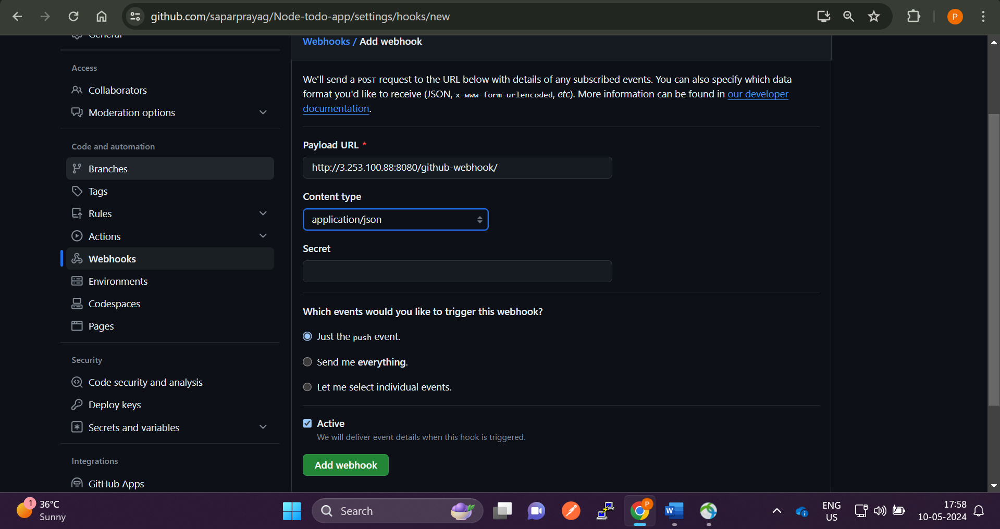 github.com/saparprayag/Node-todo-app/settings/hooks/new
P
General
Access
Collaborators
Moderation options
Code and automation
Branches
Tags
Rules
Actions
Webhooks
Environments
Codespaces
Pages
Security
Code security and analysis
Deploy keys
Secrets and variables
Integrations
GitHub Apps
Webhooks / Add webhook
We'll send a POST request to the URL below with details of any subscribed events. You can also specify which data
format you'd like to receive (JSON, x-www-form-urlencoded, etc). More information can be found in our developer
documentation.
Payload URL *
http://3.253.100.88:8080/github-webhook/
Content type
application/json
Secret
Which events would you like to trigger this webhook?
Just the push event.
Send me everything.
Let me select individual events.
Active
We will deliver event details when this hook is triggered.
Add webhook
1
36°C
Sunny
Search
P
W
ENG
US
17:58
10-05-2024